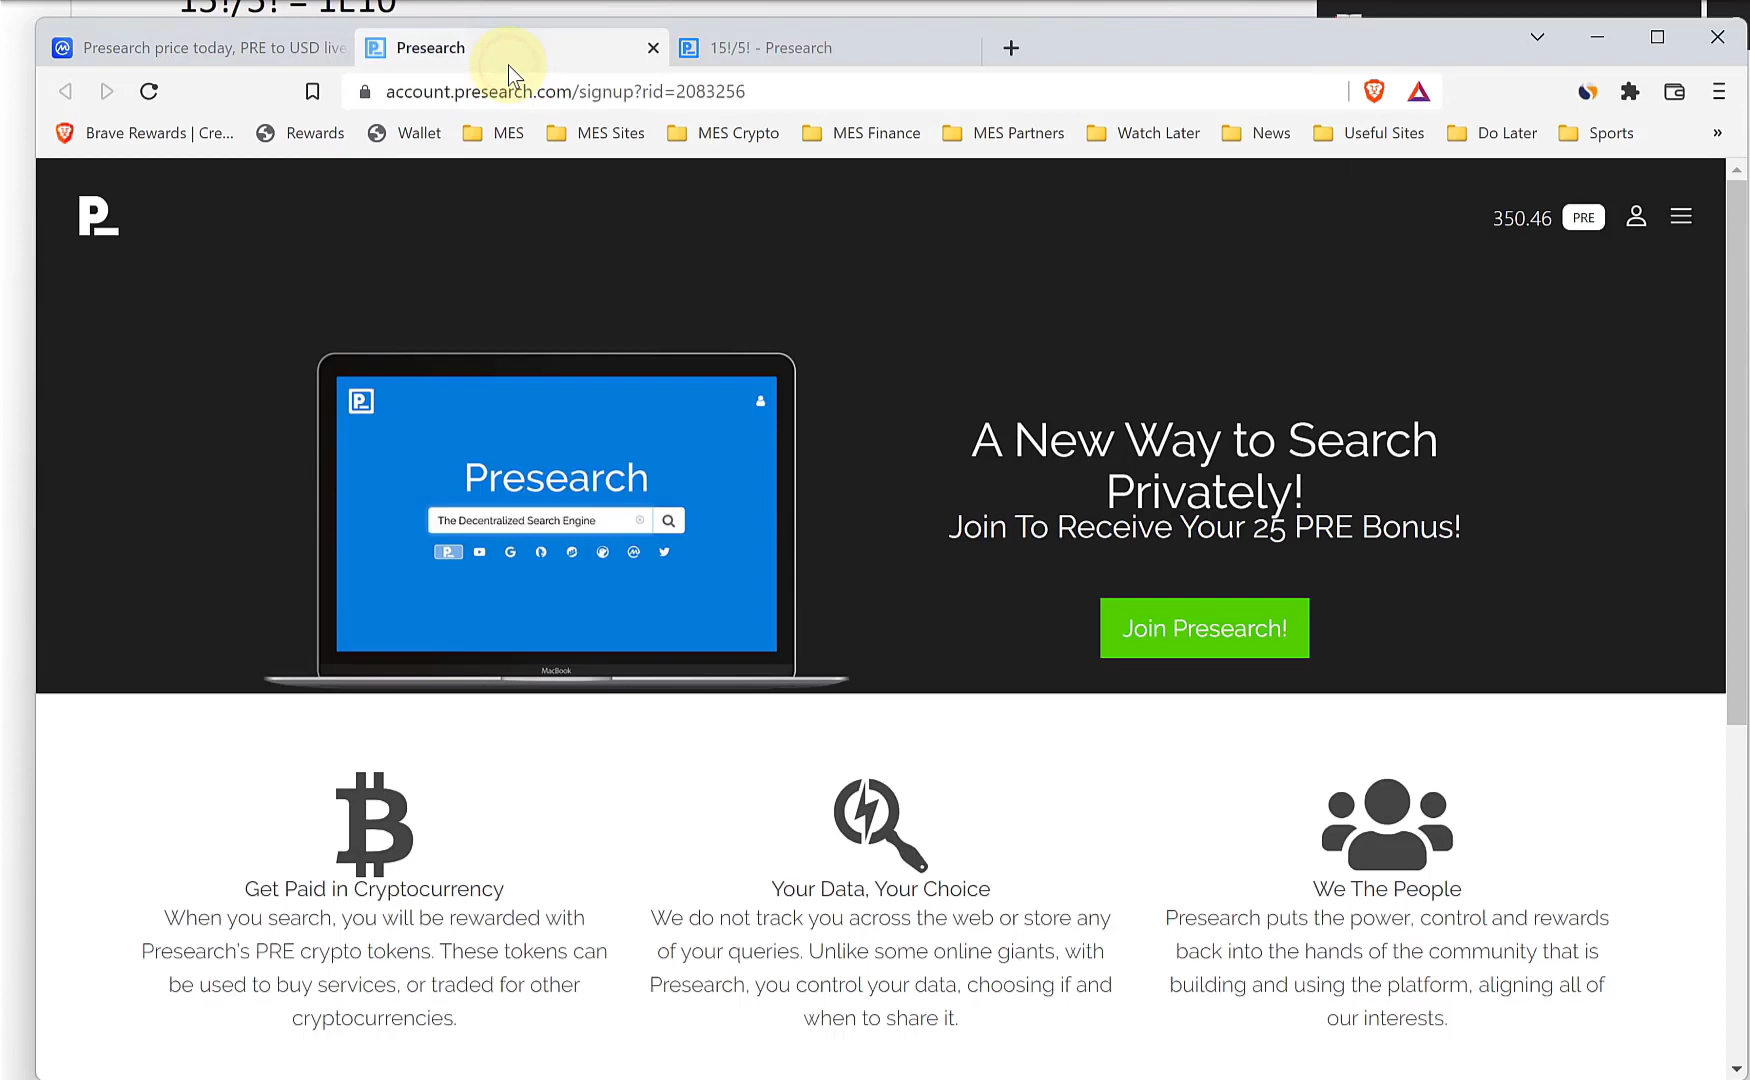 15!/5! = 1E10
Presearch price today, PRE to USD live
Presearch
15!/5! - Presearch
account.presearch.com/signup?rid=2083256
Brave Rewards | Cre...
Rewards
Wallet
MES
MES Sites
MES Crypto
MES Finance
MES Partners
Watch Later
News
Useful Sites
Do Later
Sports
»
P_
350.46 PRE
P_
Presearch
The Decentralized Search Engine
P_
G
MacBook
A New Way to Search
Privately!
Join To Receive Your 25 PRE Bonus!
Join Presearch!
Get Paid in Cryptocurrency
When you search, you will be rewarded with
Presearch's PRE crypto tokens. These tokens can
be used to buy services, or traded for other
cryptocurrencies.
Your Data, Your Choice
We do not track you across the web or store any
of your queries. Unlike some online giants, with
Presearch, you control your data, choosing if and
when to share it.
We The People
Presearch puts the power, control and rewards
back into the hands of the community that is
building and using the platform, aligning all of
our interests.